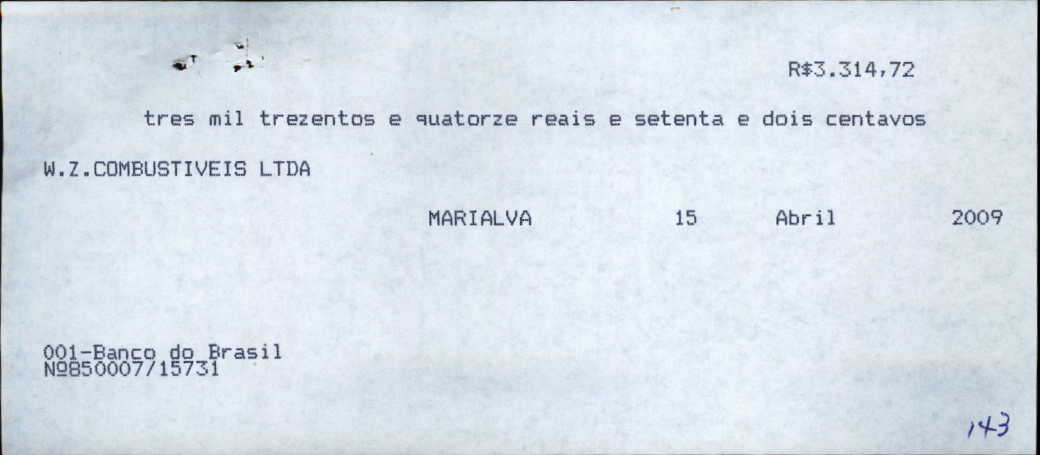 R$3.314,72
tres mil trezentos e quatorze reais e setenta e dois centavos
W.Z.COMBUSTIVEIS LTDA
MARIALVA 15 Abril 2009
001-Banco do Brasil
Nº850007/15731
143